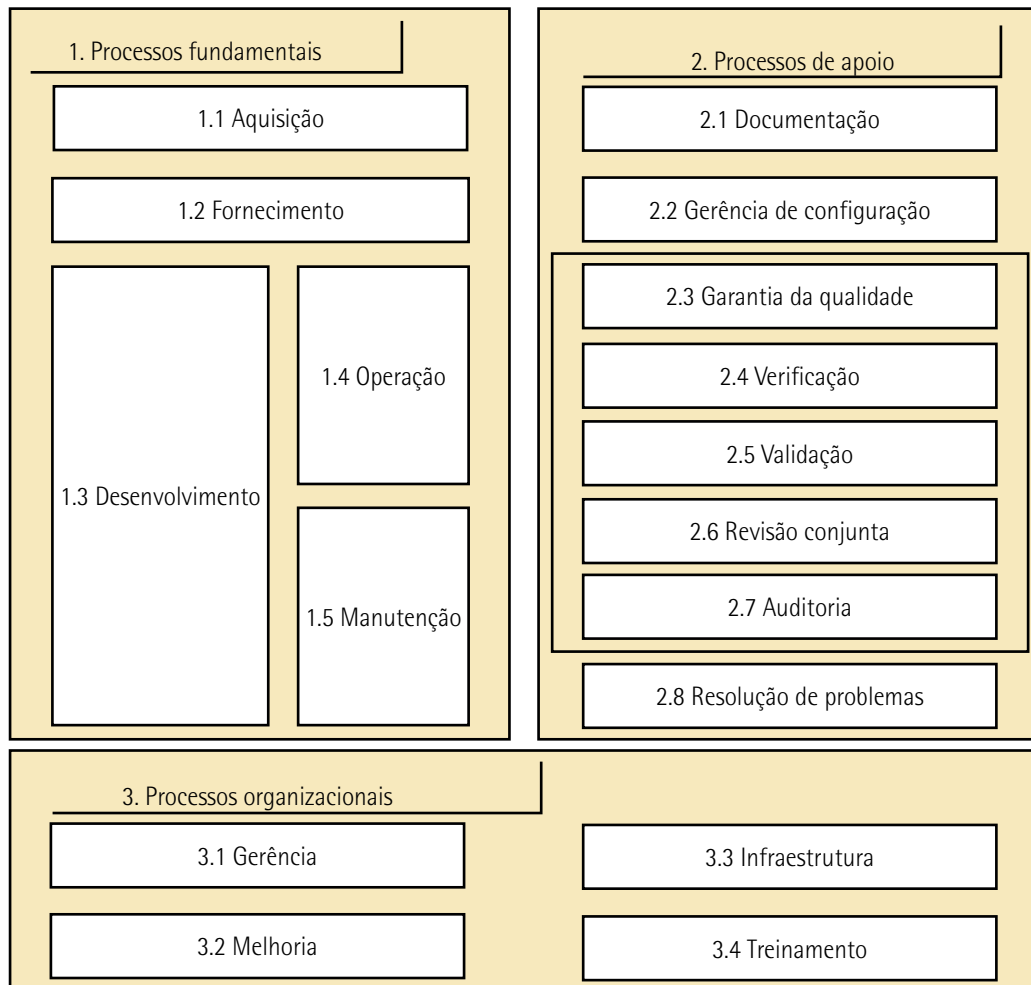 1. Processos fundamentais
1.1 Aquisição
1.2 Fornecimento
1.3 Desenvolvimento
1.4 Operação
1.5 Manutenção
2. Processos de apoio
2.1 Documentação
2.2 Gerência de configuração
2.3 Garantia da qualidade
2.4 Verificação
2.5 Validação
2.6 Revisão conjunta
2.7 Auditoria
2.8 Resolução de problemas
3. Processos organizacionais
3.1 Gerência
3.2 Melhoria
3.3 Infraestrutura
3.4 Treinamento